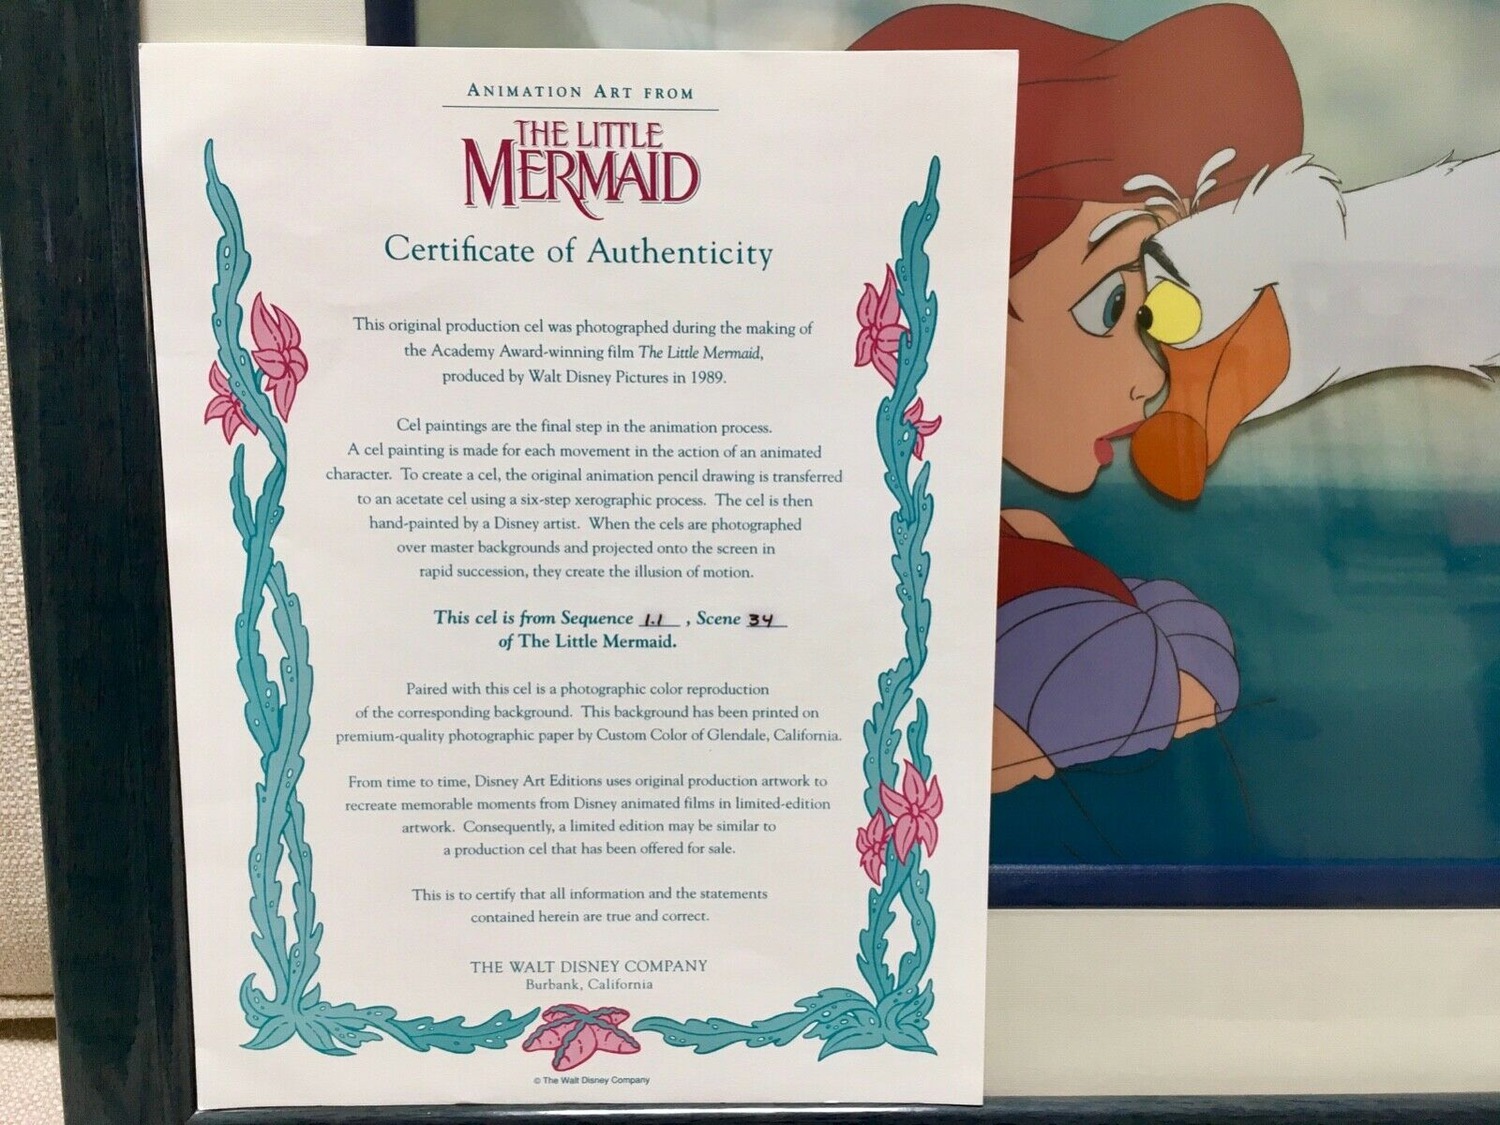 ANIMATION ART FROM
THE LITTLE
MERMAID
Certificate of Authenticity
This original production cel was photographed during the making of
the Academy Award-winning film The Little Mermaid,
produced by Walt Disney Pictures in 1989.
Cel paintings are the final step in the animation process.
A cel painting is made for each movement in the action of an animated
character. To create a cel, the original animation pencil drawing is transferred
to an acetate cel using a six-step xerographic process. The cel is then
hand-painted by a Disney artist. When the cels are photographed
over master backgrounds and projected onto the screen in
rapid succession, they create the illusion of motion.
This cel is from Sequence 1.1 , Scene 34
of The Little Mermaid.
Paired with this cel is a photographic color reproduction
of the corresponding background. This background has been printed on
premium-quality photographic paper by Custom Color of Glendale, California.
From time to time, Disney Art Editions uses original production artwork to
recreate memorable moments from Disney animated films in limited-edition
artwork. Consequently, a limited edition may be similar to
a production cel that has been offered for sale.
This is to certify that all information and the statements
contained herein are true and correct.
THE WALT DISNEY COMPANY
Burbank, California
© The Walt Disney Company